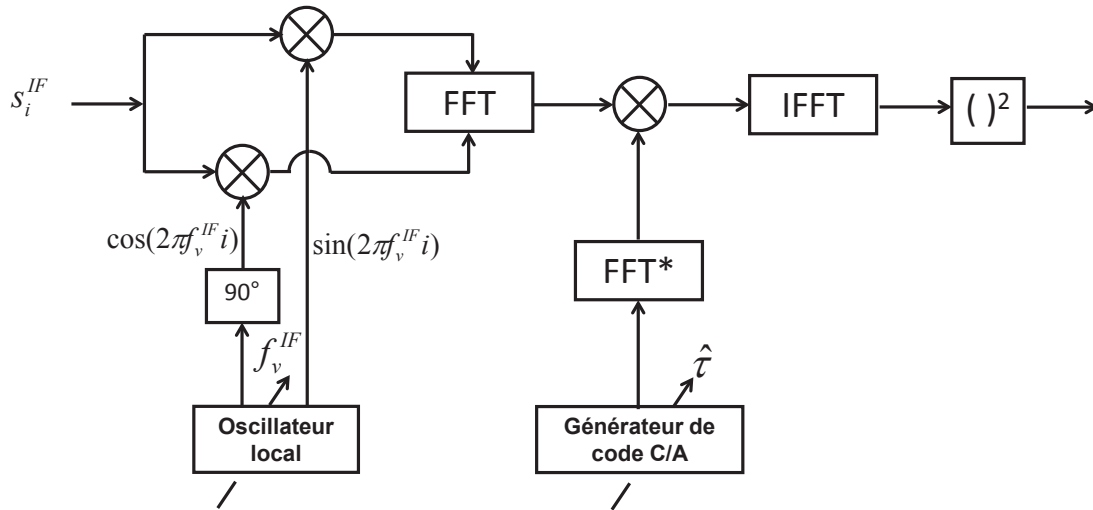 s_i^{IF}
FFT
IFFT
( )²
cos(2πf_v^{IF}i)
sin(2πf_v^{IF}i)
90°
FFT*
f_v^{IF}
τ̂
Oscillateur
local
Générateur de
code C/A